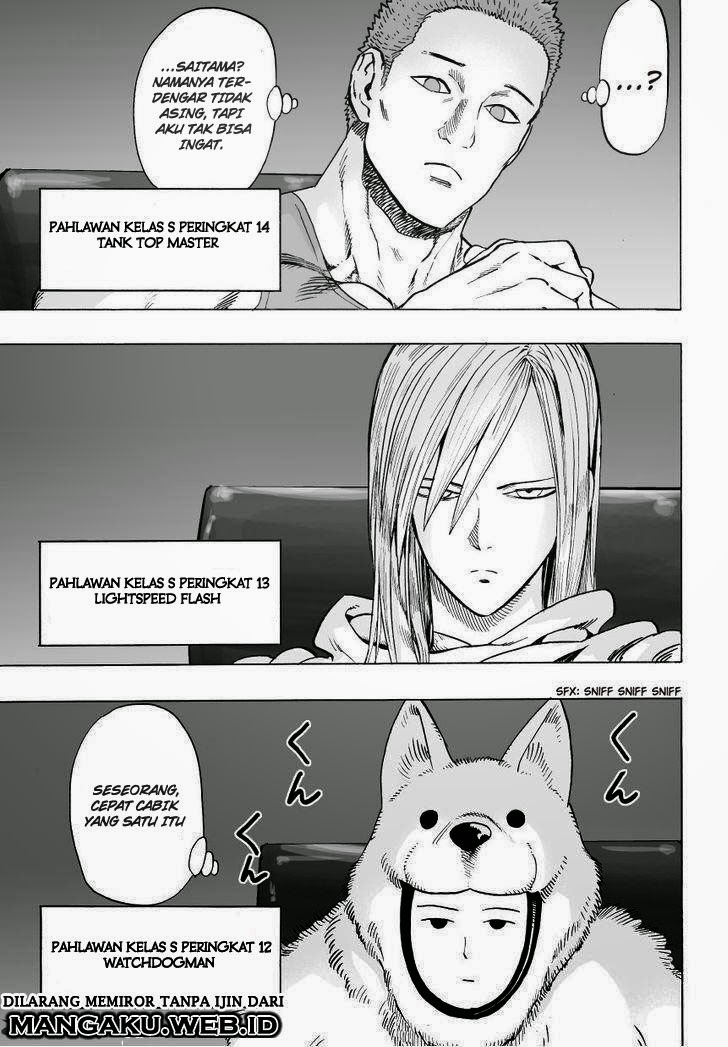 ...?
...SAITAMA?
NAMANYA TER-
DENGAR TIDAK
ASING, TAPI
AKU TAK BISA
INGAT.
PAHLAWAN KELAS S PERINGKAT 14
TANK TOP MASTER
PAHLAWAN KELAS S PERINGKAT 13
LIGHTSPEED FLASH
SFX: SNIFF SNIFF SNIFF
くん
くん
くん
SESEORANG,
CEPAT CABIK
YANG SATU ITU
PAHLAWAN KELAS S PERINGKAT 12
WATCHDOGMAN
DILARANG MEMIROR TANPA IJIN DARI
MANGAKU.WEB.ID